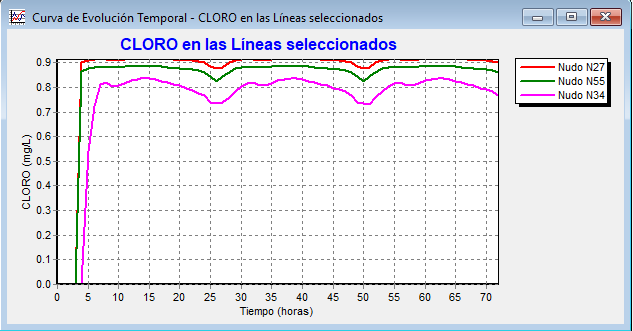 Curva de Evolución Temporal - CLORO en las Líneas seleccionados
CLORO en las Líneas seleccionados
0.9
0.8
0.7
0.6
0.5
0.4
0.3
0.2
0.1
0.0
CLORO (mg/L)
0 5 10 15 20 25 30 35 40 45 50 55 60 65 70
Tiempo (horas)
Nudo N27
Nudo N55
Nudo N34